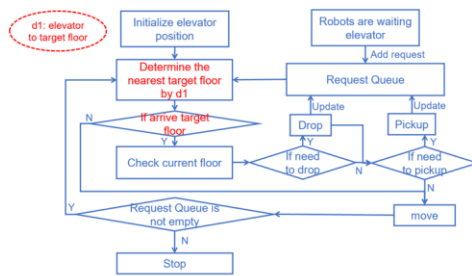 d1: elevator
to target floor
Initialize elevator
position
Robots are waiting
elevator
Add request
Determine the
nearest target floor
by d1
Request Queue
N
If arrive target
floor
Update
Update
Drop
Pickup
Y
Y
Y
Check current floor
If need
to drop
N
If need
to pickup
N
Y
Request Queue is
not empty
move
N
Stop